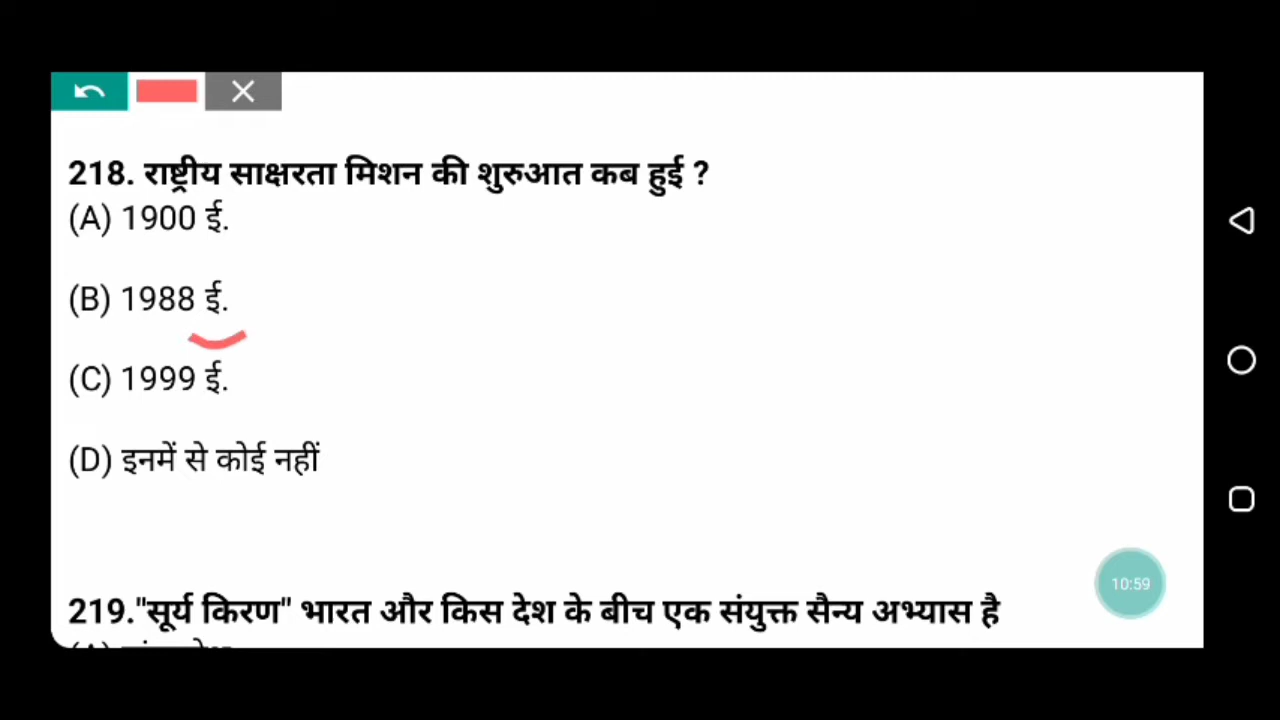 218. राष्ट्रीय साक्षरता मिशन की शुरुआत कब हुई ?
(A) 1900 ई.
(B) 1988 ई.
(C) 1999 ई.
(D) इनमें से कोई नहीं
219."सूर्य किरण" भारत और किस देश के बीच एक संयुक्त सैन्य अभ्यास है
10:59